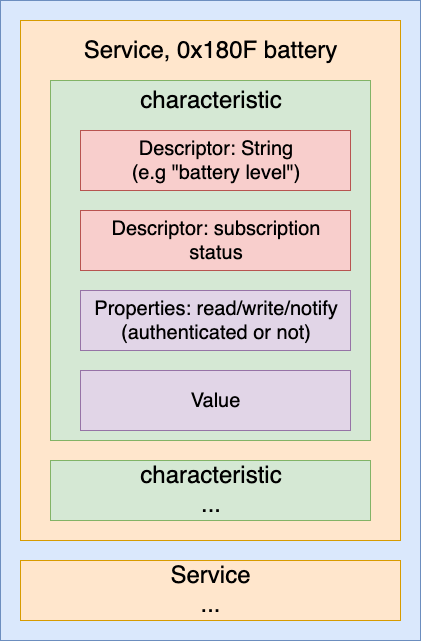 Service, 0x180F battery
characteristic
Descriptor: String
(e.g "battery level")
Descriptor: subscription
status
Properties: read/write/notify
(authenticated or not)
Value
characteristic
...
Service
...